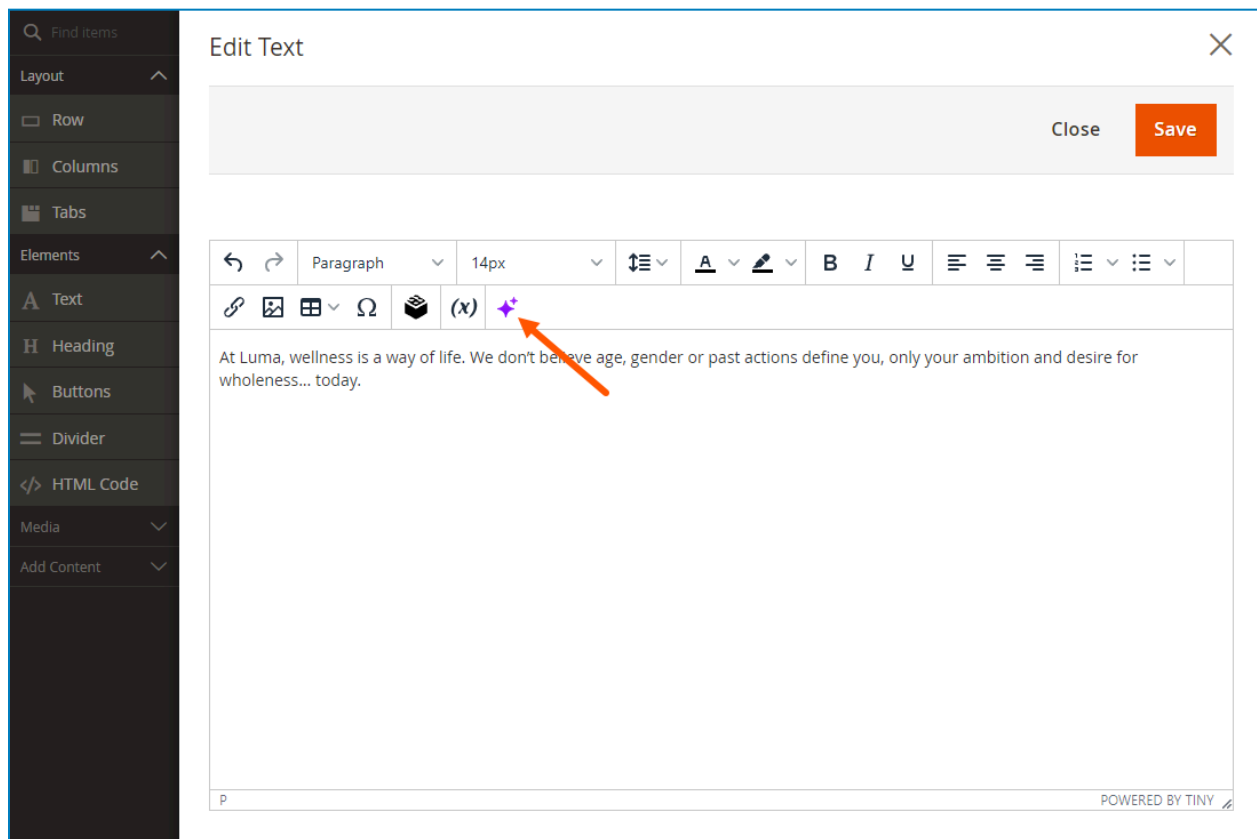 Find items
Edit Text
Layout
Close
Save
Row
Columns
Tabs
Elements
Paragraph
14px
A
B
I
U
Text
Ω
(x)
Heading
At Luma, wellness is a way of life. We don’t believe age, gender or past actions define you, only your ambition and desire for
wholeness... today.
Buttons
Divider
HTML Code
Media
Add Content
P
POWERED BY TINY